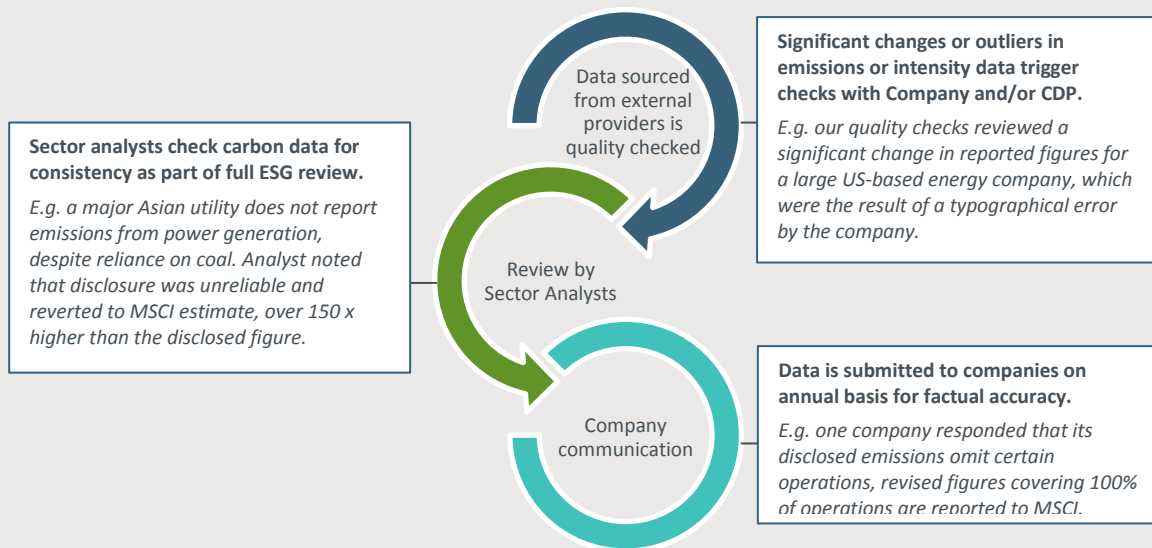 Data sourced
from external
providers is
quality checked
Significant changes or outliers in
emissions or intensity data trigger
checks with Company and/or CDP.
E.g. our quality checks reviewed a
significant change in reported figures for
a large US-based energy company, which
were the result of a typographical error
by the company.
Sector analysts check carbon data for
consistency as part of full ESG review.
E.g. a major Asian utility does not report
emissions from power generation,
despite reliance on coal. Analyst noted
that disclosure was unreliable and
reverted to MSCI estimate, over 150 x
higher than the disclosed figure.
Review by
Sector Analysts
Company
communication
Data is submitted to companies on
annual basis for factual accuracy.
E.g. one company responded that its
disclosed emissions omit certain
operations, revised figures covering 100%
of operations are reported to MSCI.